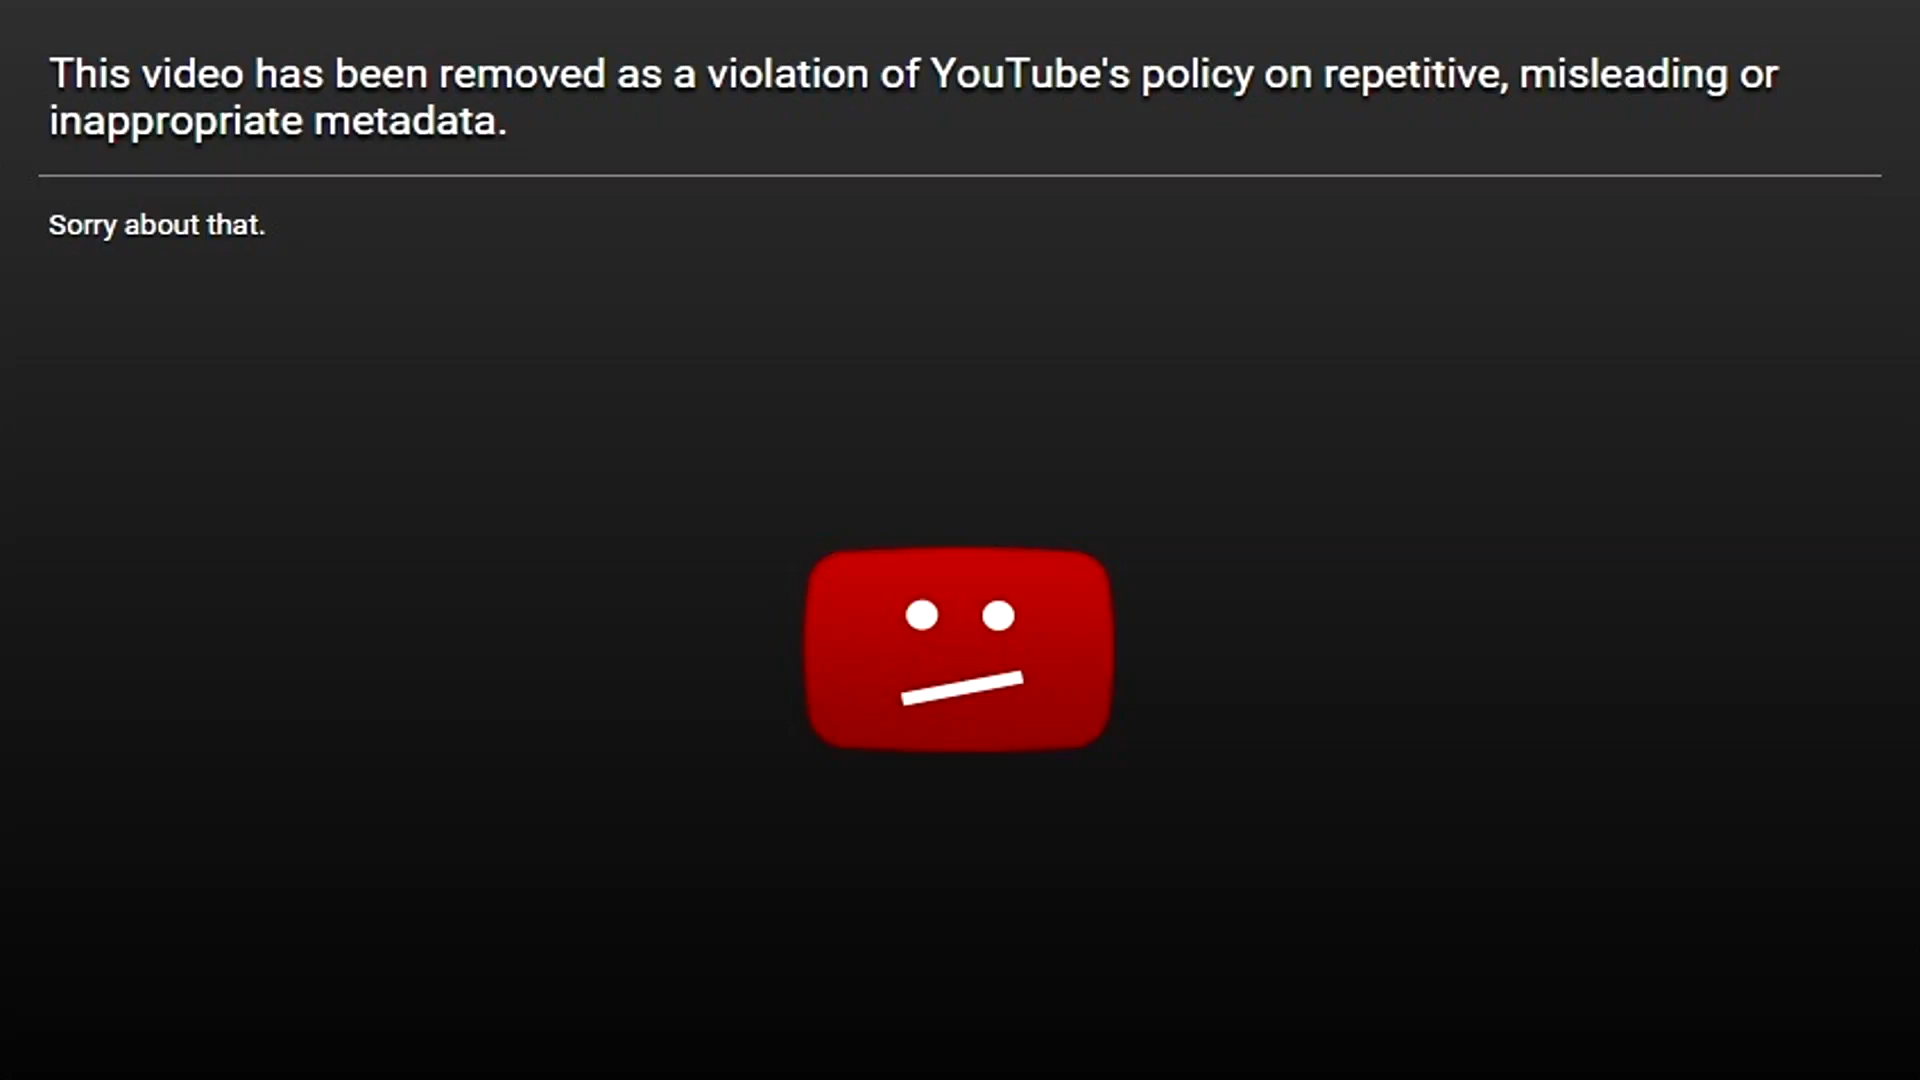 This video has been removed as a violation of YouTube's policy on repetitive, misleading or
inappropriate metadata.
Sorry about that.